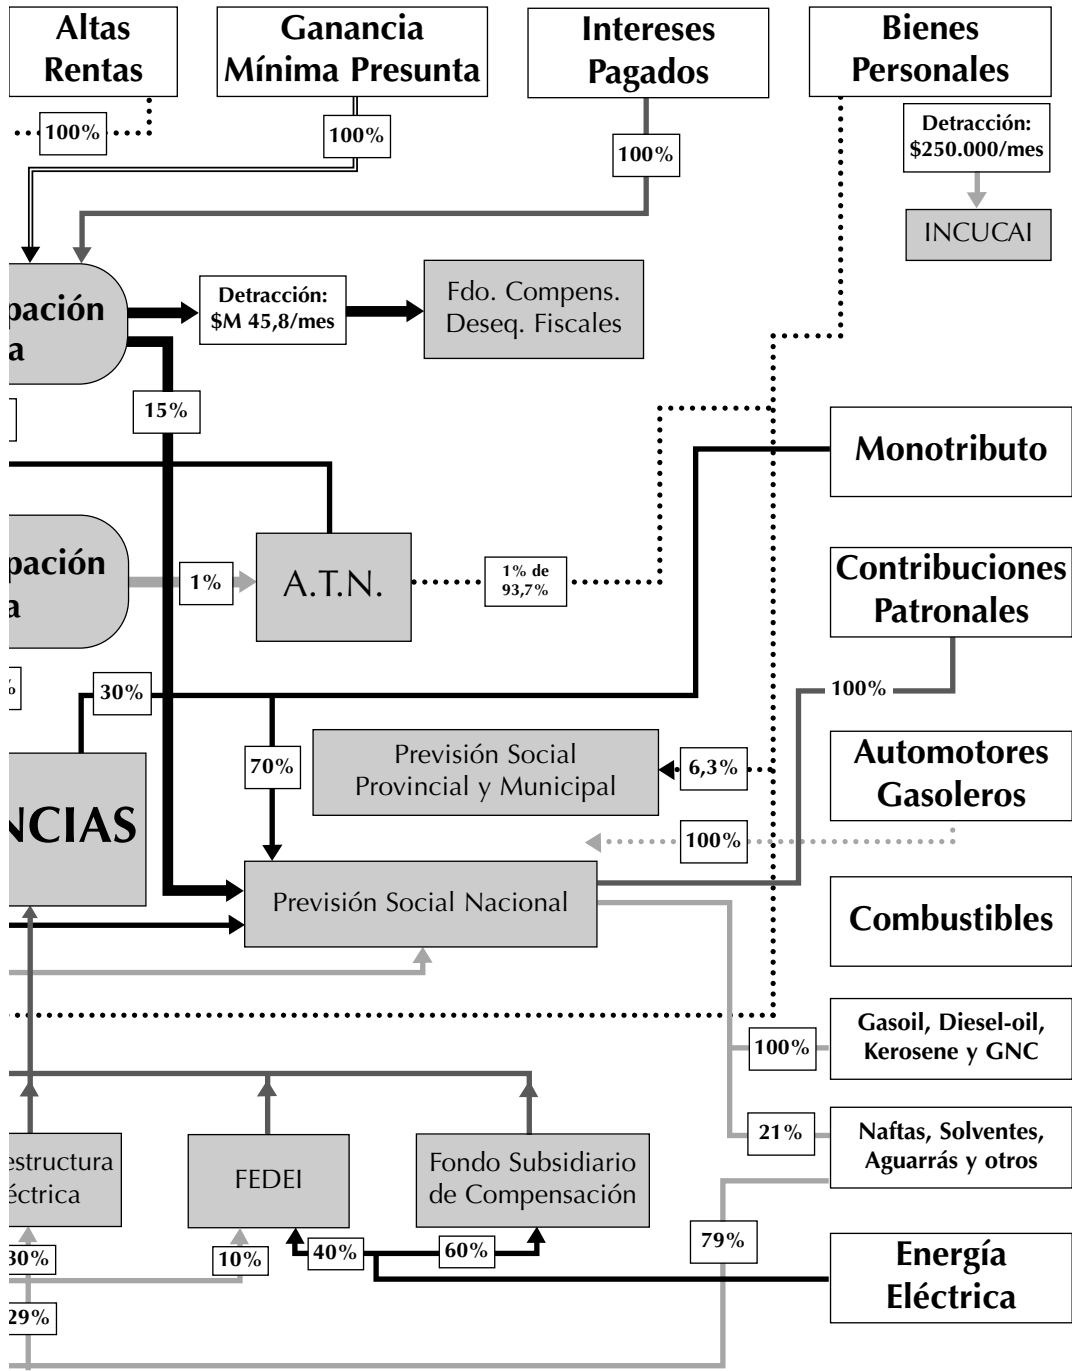 Altas
Rentas
Ganancia
Mínima Presunta
Intereses
Pagados
Bienes
Personales
100%
100%
100%
Detracción:
$250.000/mes
INCUCAI
pación
a
Detracción:
$M 45,8/mes
Fdo. Compens.
Deseq. Fiscales
15%
Monotributo
pación
a
1%
A.T.N.
1% de
93,7%
Contribuciones
Patronales
%
30%
100%
70%
Previsión Social
Provincial y Municipal
6,3%
Automotores
Gasoleros
NCIAS
100%
Previsión Social Nacional
Combustibles
100%
Gasoil, Diesel-oil,
Kerosene y GNC
21%
Naftas, Solventes,
Aguarrás y otros
estructura
éctrica
FEDEI
Fondo Subsidiario
de Compensación
30%
10%
40%
60%
79%
Energía
Eléctrica
29%